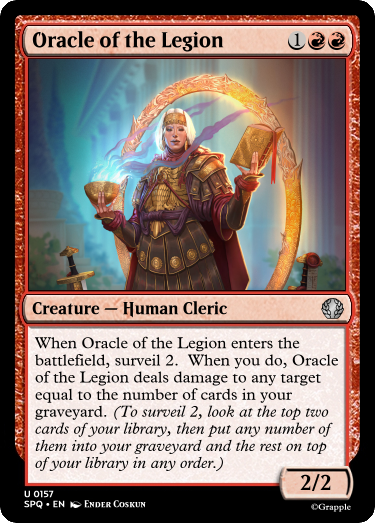 Oracle of the Legion 1
Creature — Human Cleric
When Oracle of the Legion enters the
battlefield, surveil 2.  When you do, Oracle
of the Legion deals damage to any target
equal to the number of cards in your
graveyard. (To surveil 2, look at the top two
cards of your library, then put any number of
them into your graveyard and the rest on top
of your library in any order.)
2/2
U 0157
SPQ • EN Ender Coskun
©Grapple